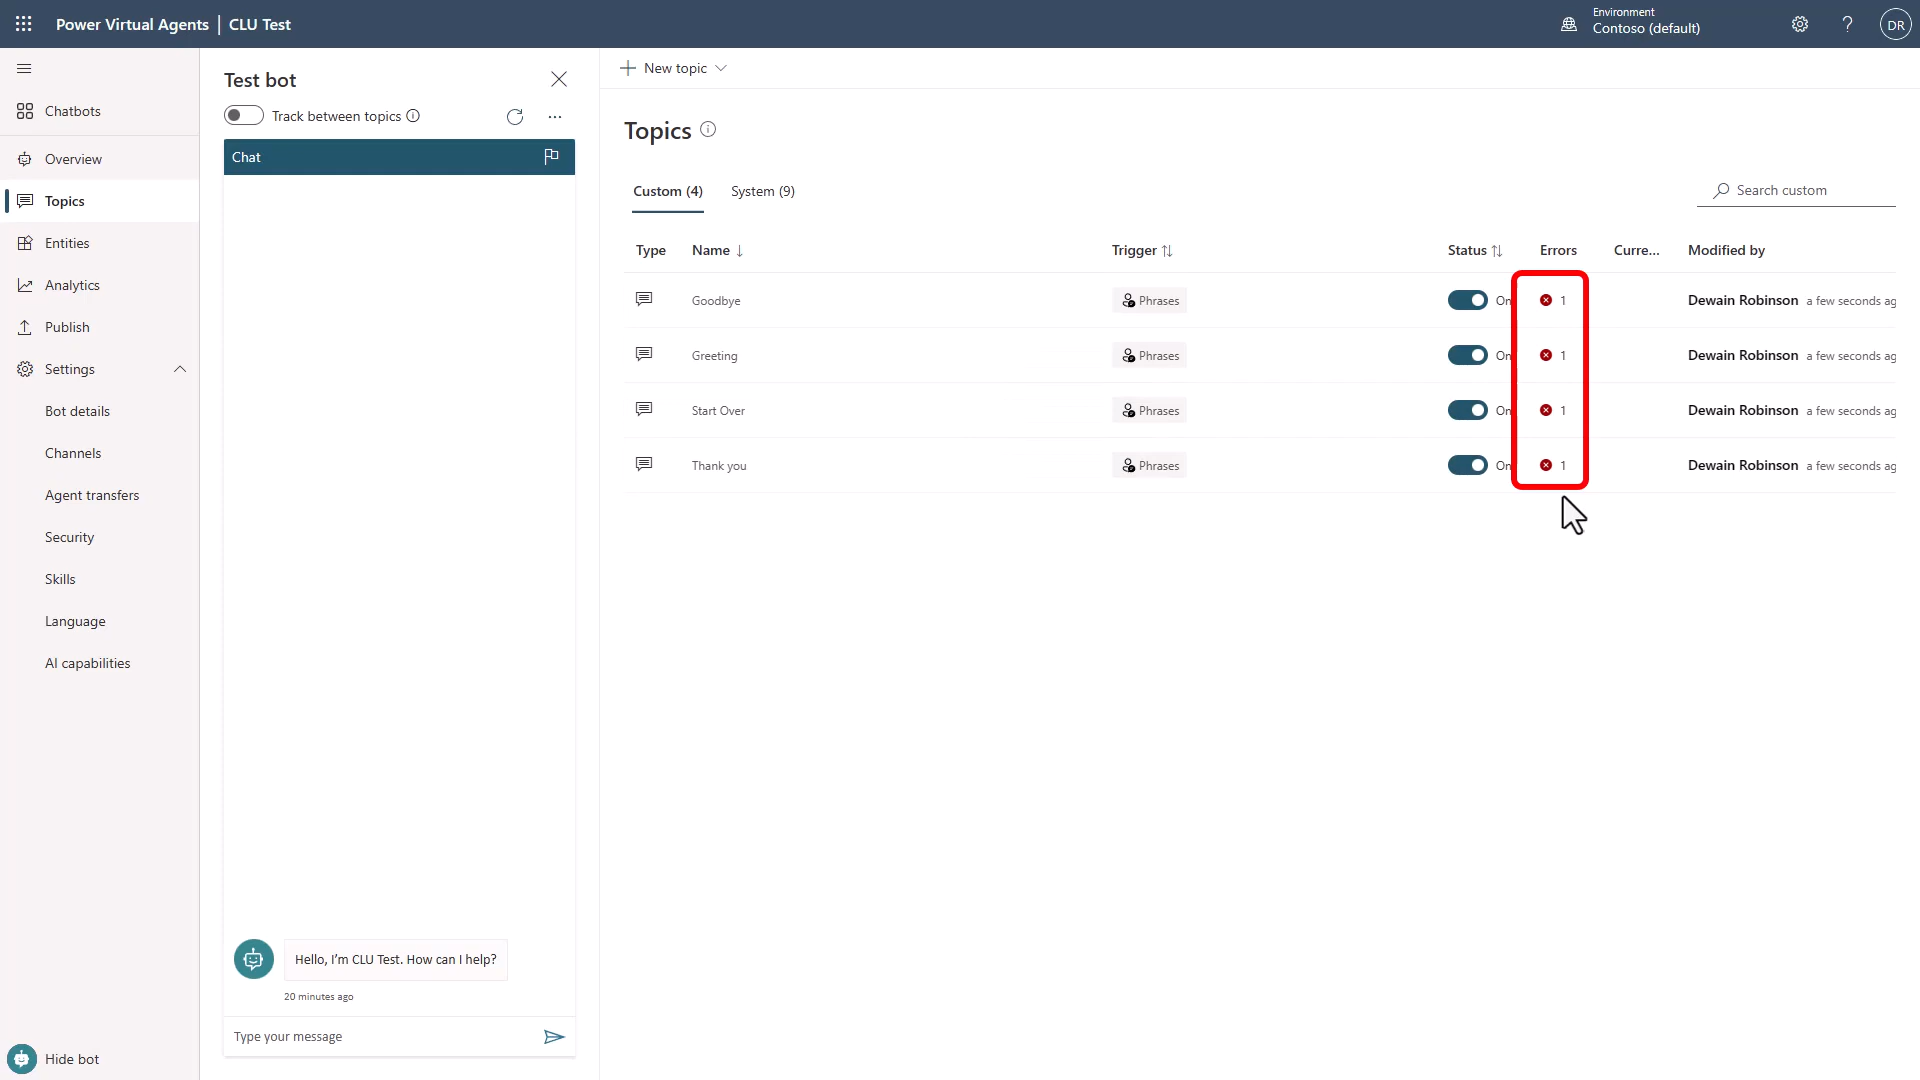 Power Virtual Agents | CLU Test
Environment
Contoso (default)
?
DR
Chatbots
Overview
Topics
Entities
Analytics
Publish
Settings
Bot details
Channels
Agent transfers
Security
Skills
Language
AI capabilities
Hide bot
Test bot
Track between topics
Chat
Hello, I'm CLU Test. How can I help?
20 minutes ago
Type your message
New topic
Topics
Custom (4) System (9)
Search custom
Type Name Trigger Status Errors Curre... Modified by
Goodbye Phrases On 1 Dewain Robinson a few seconds ag
Greeting Phrases On 1 Dewain Robinson a few seconds ag
Start Over Phrases On 1 Dewain Robinson a few seconds ag
Thank you Phrases On 1 Dewain Robinson a few seconds ag